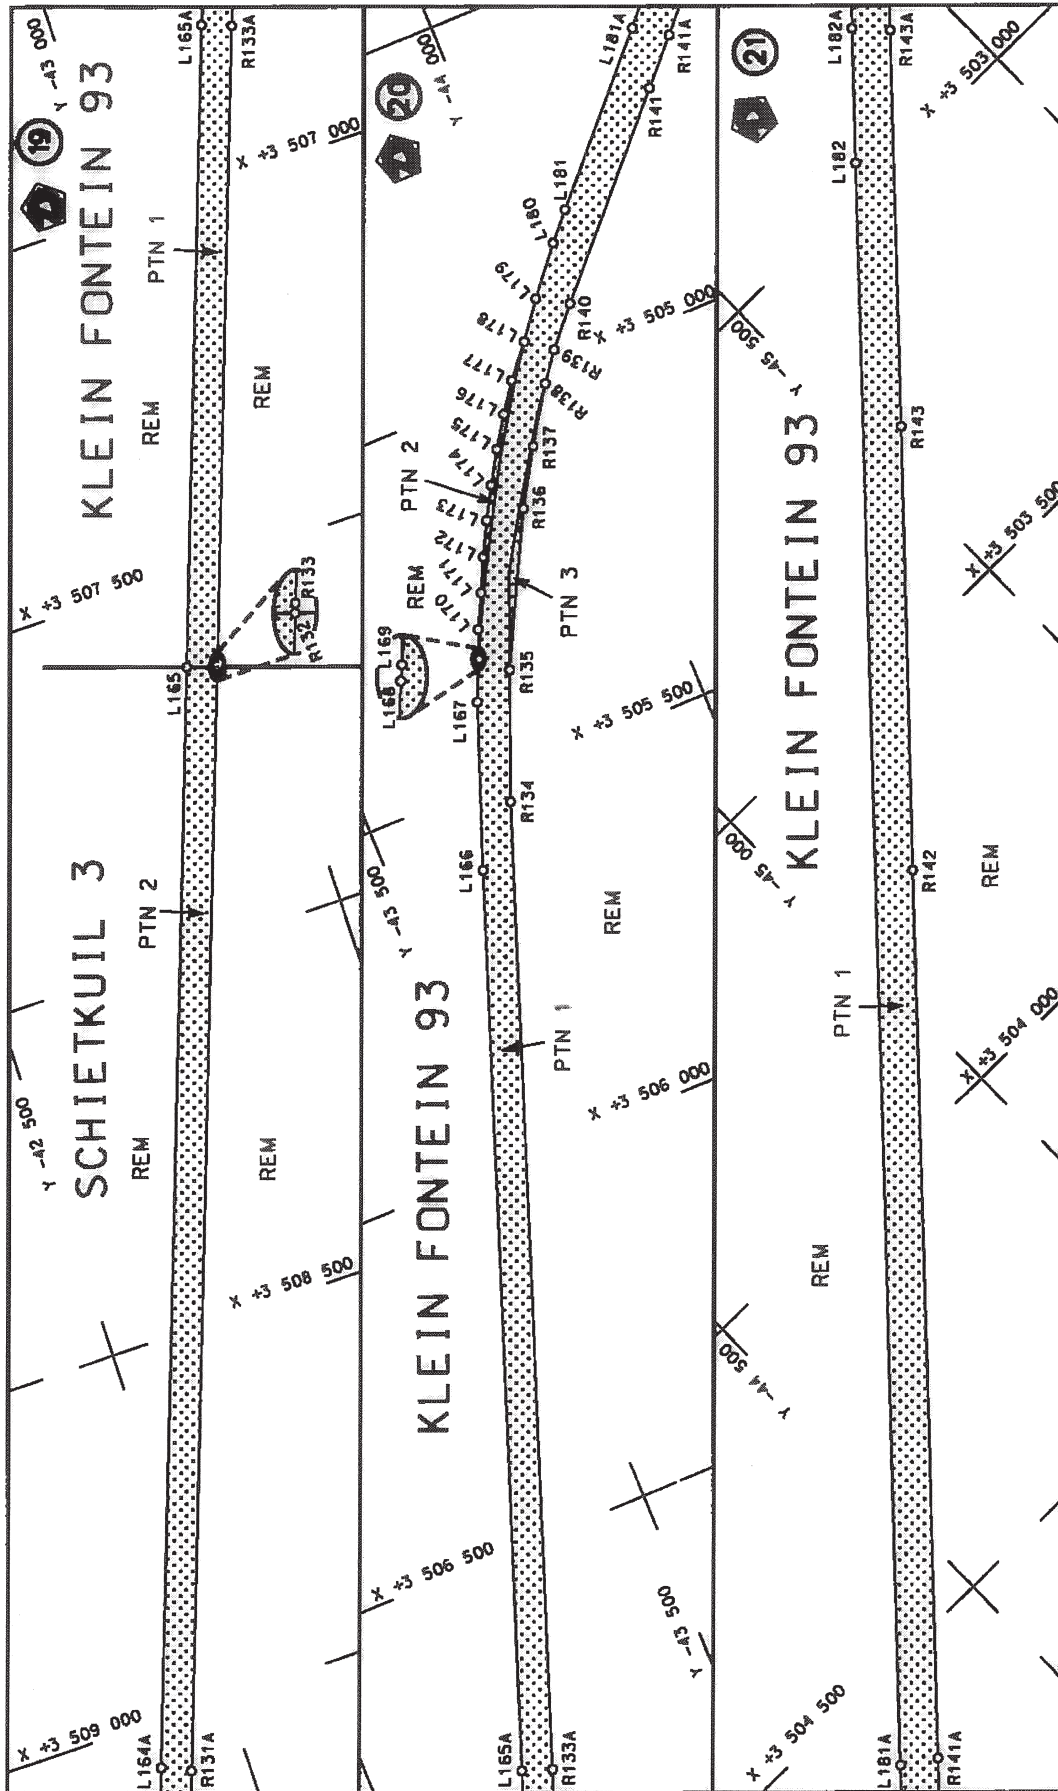 19
Y -43 000
L165A
R133A
KLEIN FONTEIN 93
X +3 507 000
PTN 1
REM
REM
X +3 507 500
R133
R132
L165
SCHIETKUIL 3
PTN 2
Y -42 500
REM
REM
X +3 508 500
X +3 509 000
L164A
R131A
20
Y -44 000
L181A
R141A
R141
L181
L180
L179
L178
L177
L176
L175
L174
L173
L172
L171
L170
L169
L168
L167
L166
R140
R139
R138
R137
R136
R135
R134
X +3 505 000
PTN 2
REM
PTN 3
X +3 505 500
Y -43 500
REM
KLEIN FONTEIN 93
PTN 1
X +3 506 000
X +3 506 500
Y -43 500
L165A
R133A
21
L182A
R143A
X +3 503 000
L182
Y -45 500
R143
KLEIN FONTEIN 93
X +3 503 500
Y -45 000
R142
REM
PTN 1
X +3 504 000
REM
Y -44 500
X +3 504 500
L181A
R141A